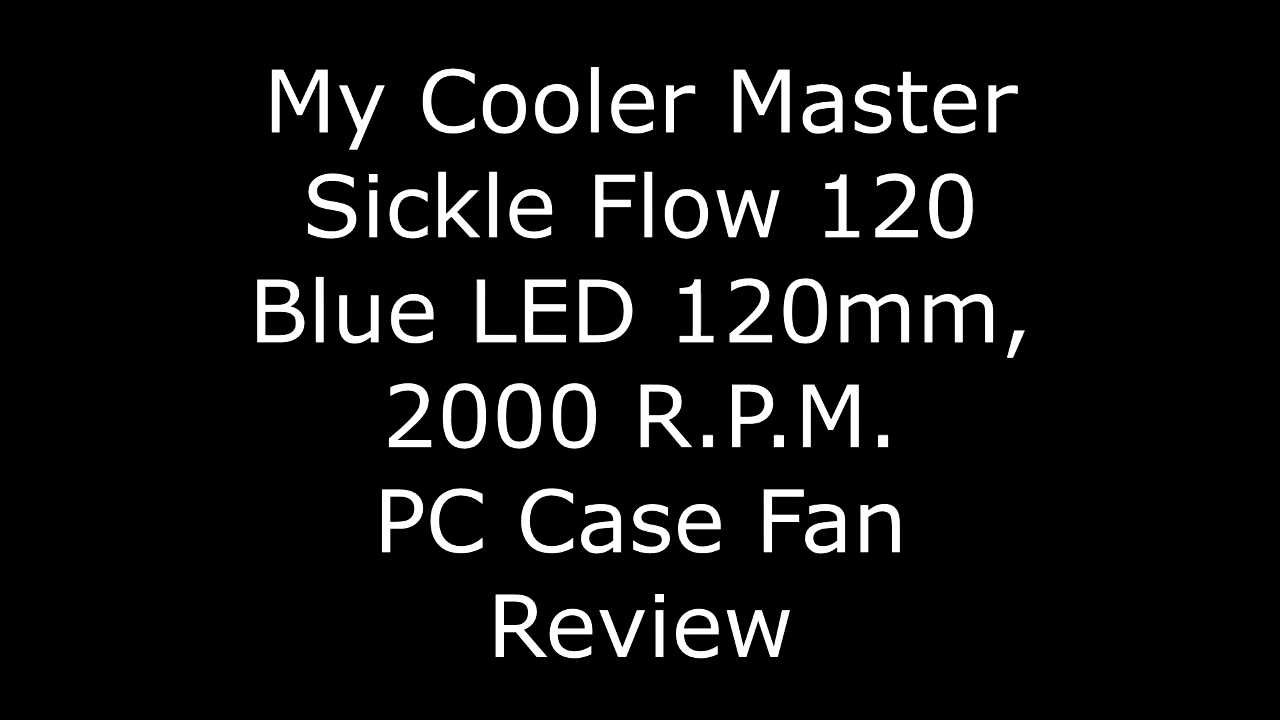 My Cooler Master
Sickle Flow 120
Blue LED 120mm,
2000 R.P.M.
PC Case Fan
Review